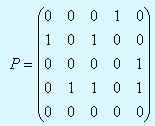 0 0 0 1 0
1 0 1 0 0
P = 0 0 0 0 1
0 1 1 0 1
0 0 0 0 0